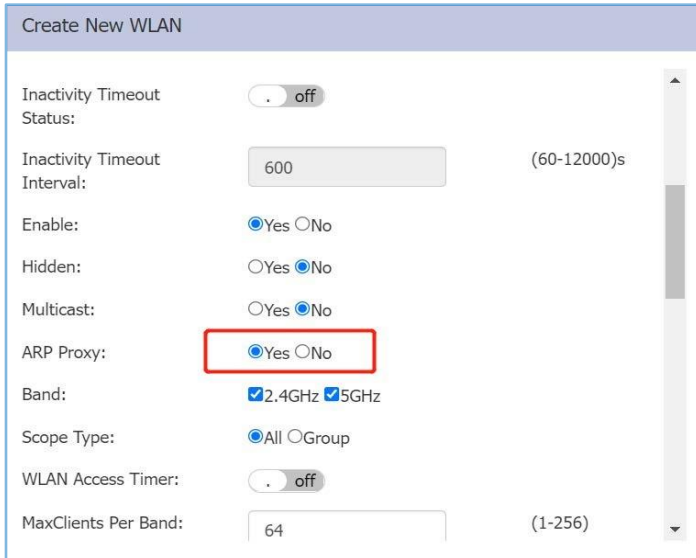 Create New WLAN
Inactivity Timeout
Status:
. off
Inactivity Timeout
Interval:
600 (60-12000)s
Enable: Yes No
Hidden: Yes No
Multicast: Yes No
ARP Proxy: Yes No
Band: 2.4GHz 5GHz
Scope Type: All Group
WLAN Access Timer: . off
MaxClients Per Band: 64 (1-256)